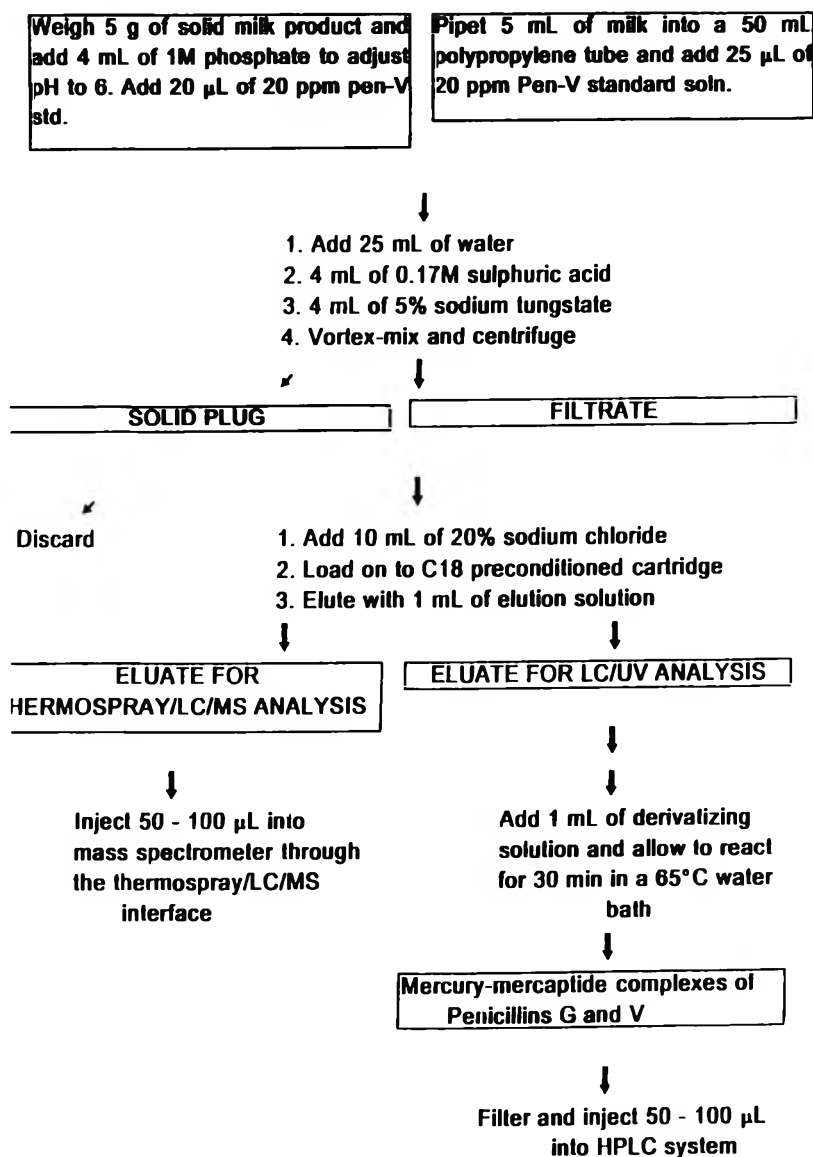 Weigh 5 g of solid milk product and
add 4 mL of 1M phosphate to adjust
pH to 6. Add 20 µL of 20 ppm pen-V
std.
Pipet 5 mL of milk into a 50 mL
polypropylene tube and add 25 µL of
20 ppm Pen-V standard soln.
1. Add 25 mL of water
2. 4 mL of 0.17M sulphuric acid
3. 4 mL of 5% sodium tungstate
4. Vortex-mix and centrifuge
SOLID PLUG
FILTRATE
Discard
1. Add 10 mL of 20% sodium chloride
2. Load on to C18 preconditioned cartridge
3. Elute with 1 mL of elution solution
ELUATE FOR
HERMOSPRAY/LC/MS ANALYSIS
ELUATE FOR LC/UV ANALYSIS
Inject 50 - 100 µL into
mass spectrometer through
the thermospray/LC/MS
interface
Add 1 mL of derivatizing
solution and allow to react
for 30 min in a 65°C water
bath
Mercury-mercaptide complexes of
Penicillins G and V
Filter and inject 50 - 100 µL
into HPLC system